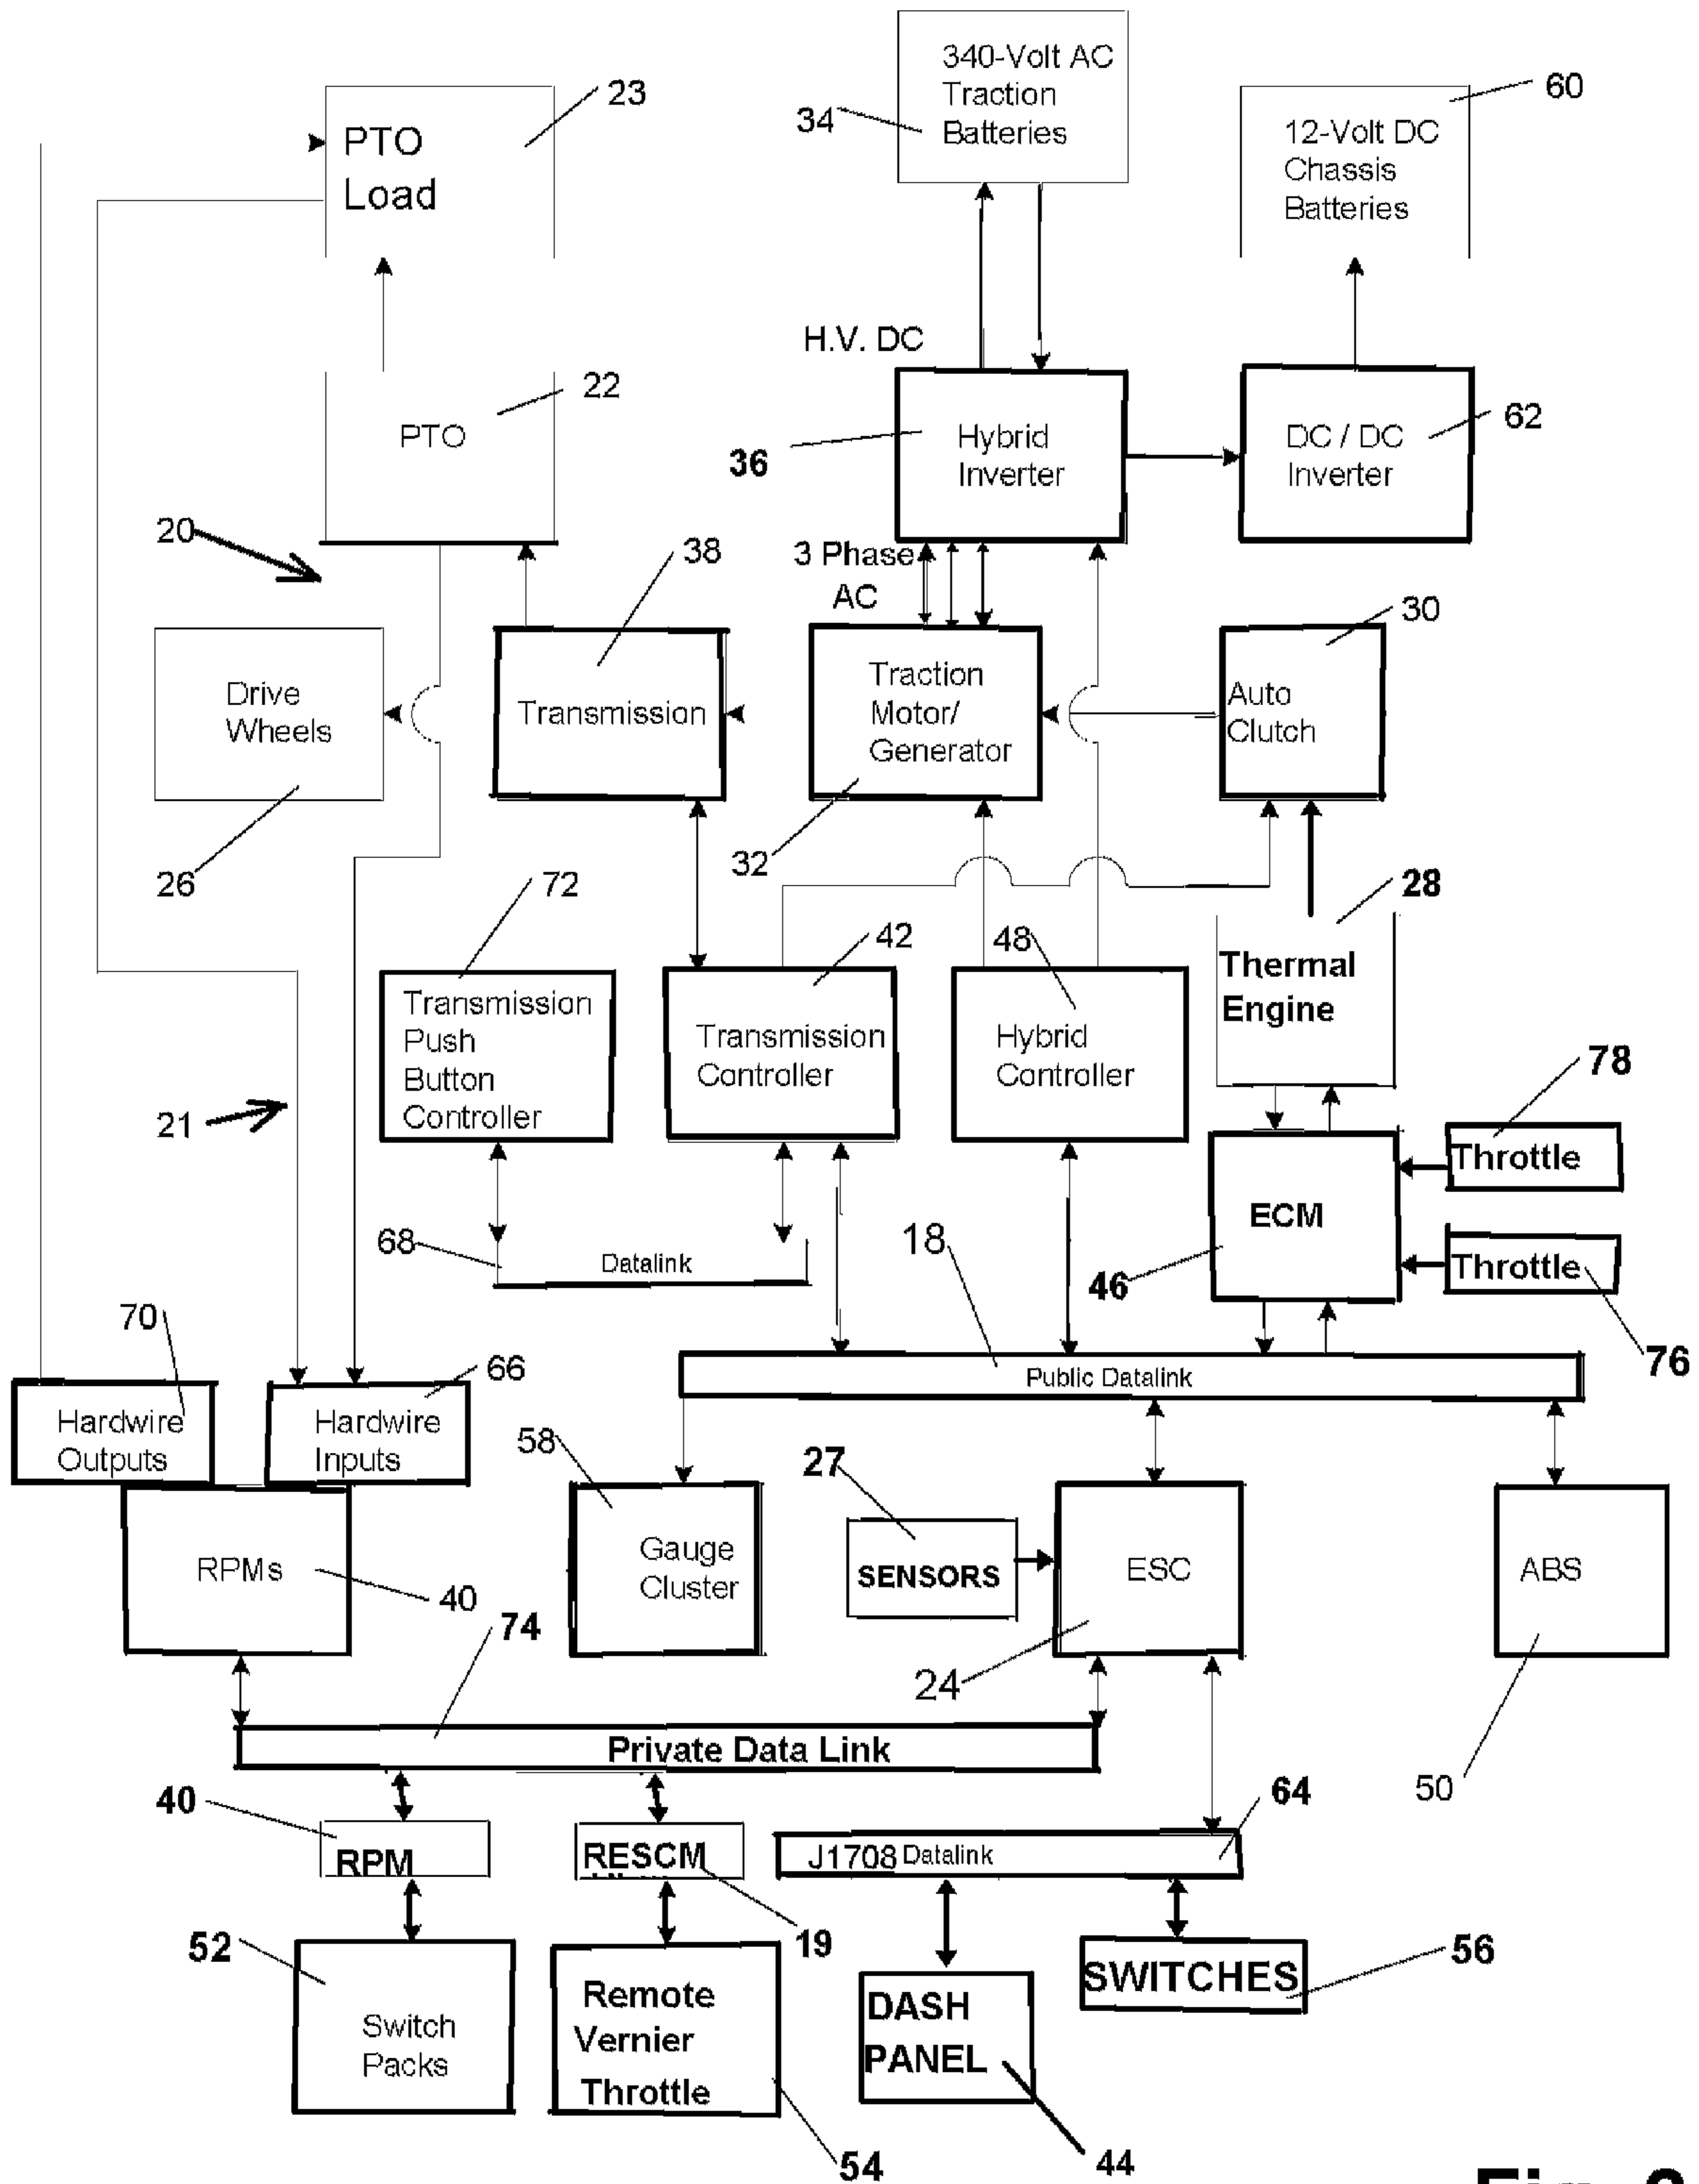 340-Volt AC
Traction
Batteries
34
23
PTO
Load
60
12-Volt DC
Chassis
Batteries
H.V. DC
22
PTO
36
Hybrid
Inverter
DC / DC
Inverter
62
20
38
3 Phase
AC
30
Drive
Wheels
Transmission
Traction
Motor/
Generator
Auto
Clutch
32
26
72
42
48
28
Thermal
Engine
Transmission
Push
Button
Controller
Transmission
Controller
Hybrid
Controller
21
78
Throttle
ECM
68
Datalink
18
46
Throttle
76
70
66
Public Datalink
Hardwire
Outputs
Hardwire
Inputs
58
27
RPMs
40
Gauge
Cluster
SENSORS
ESC
ABS
74
24
Private Data Link
50
40
RPM
RESCM
19
J1708 Datalink
64
52
Switch
Packs
Remote
Vernier
Throttle
54
DASH
PANEL
44
SWITCHES
56